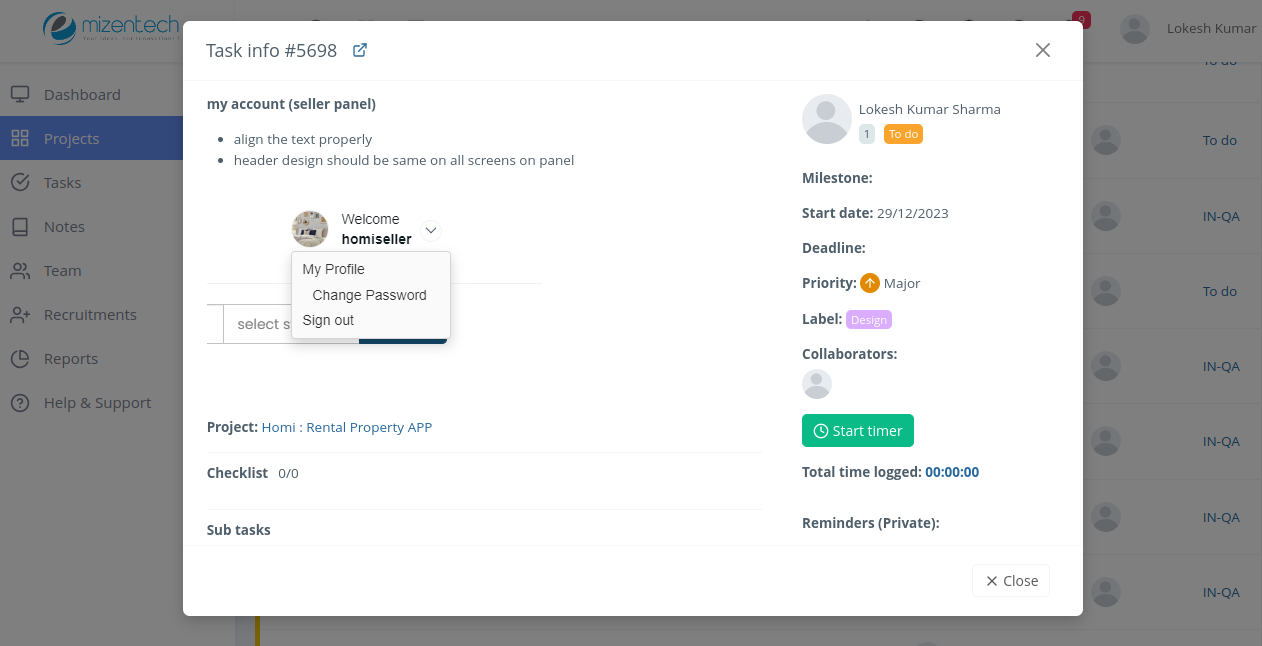 mizentech
Lokesh Kumar
9
Dashboard
Projects
Tasks
Notes
Team
Recruitments
Reports
Help & Support
Task info #5698
my account (seller panel)
align the text properly
header design should be same on all screens on panel
Welcome
homiseller
My Profile
Change Password
Sign out
select s
Project: Homi : Rental Property APP
Checklist 0/0
Sub tasks
Lokesh Kumar Sharma
1 To do
Milestone:
Start date: 29/12/2023
Deadline:
Priority: Major
Label: Design
Collaborators:
Start timer
Total time logged: 00:00:00
Reminders (Private):
Close
To do
To do
IN-QA
To do
IN-QA
IN-QA
IN-QA
IN-QA